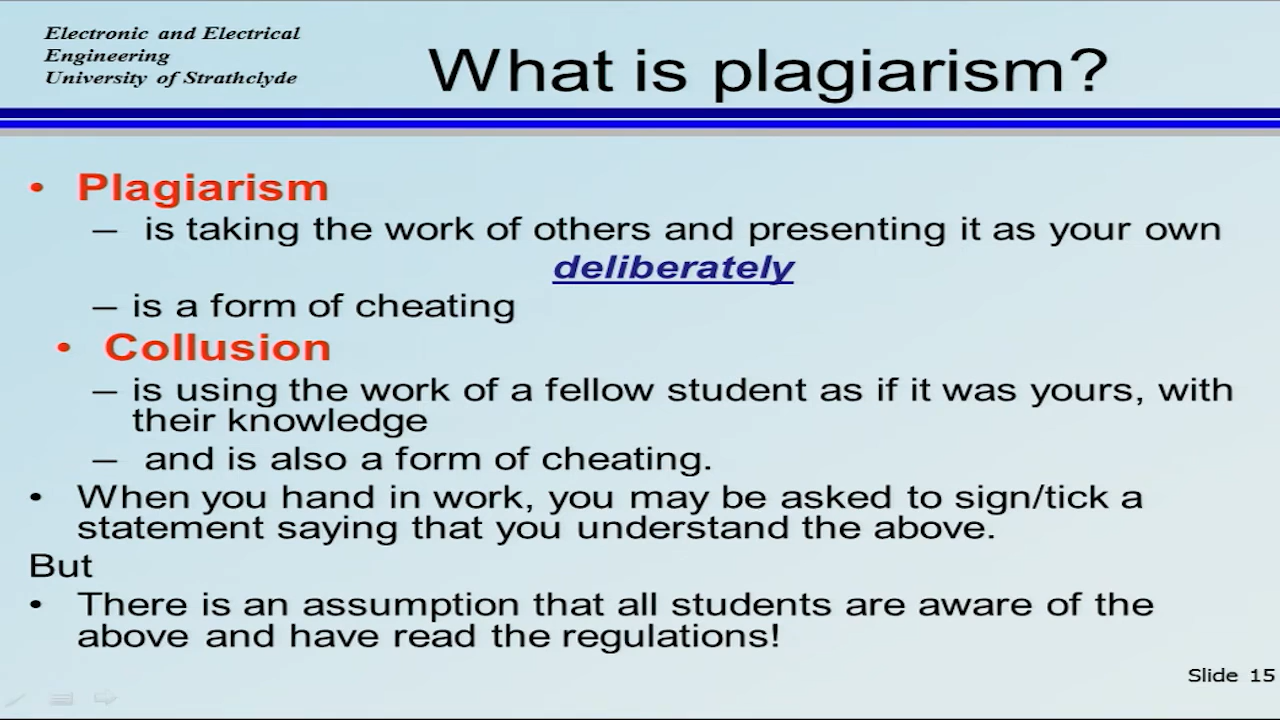 Electronic and Electrical
Engineering
University of Strathclyde
What is plagiarism?
• Plagiarism
– is taking the work of others and presenting it as your own
deliberately
– is a form of cheating
• Collusion
– is using the work of a fellow student as if it was yours, with
their knowledge
– and is also a form of cheating.
• When you hand in work, you may be asked to sign/tick a
statement saying that you understand the above.
But
• There is an assumption that all students are aware of the
above and have read the regulations!
Slide 15